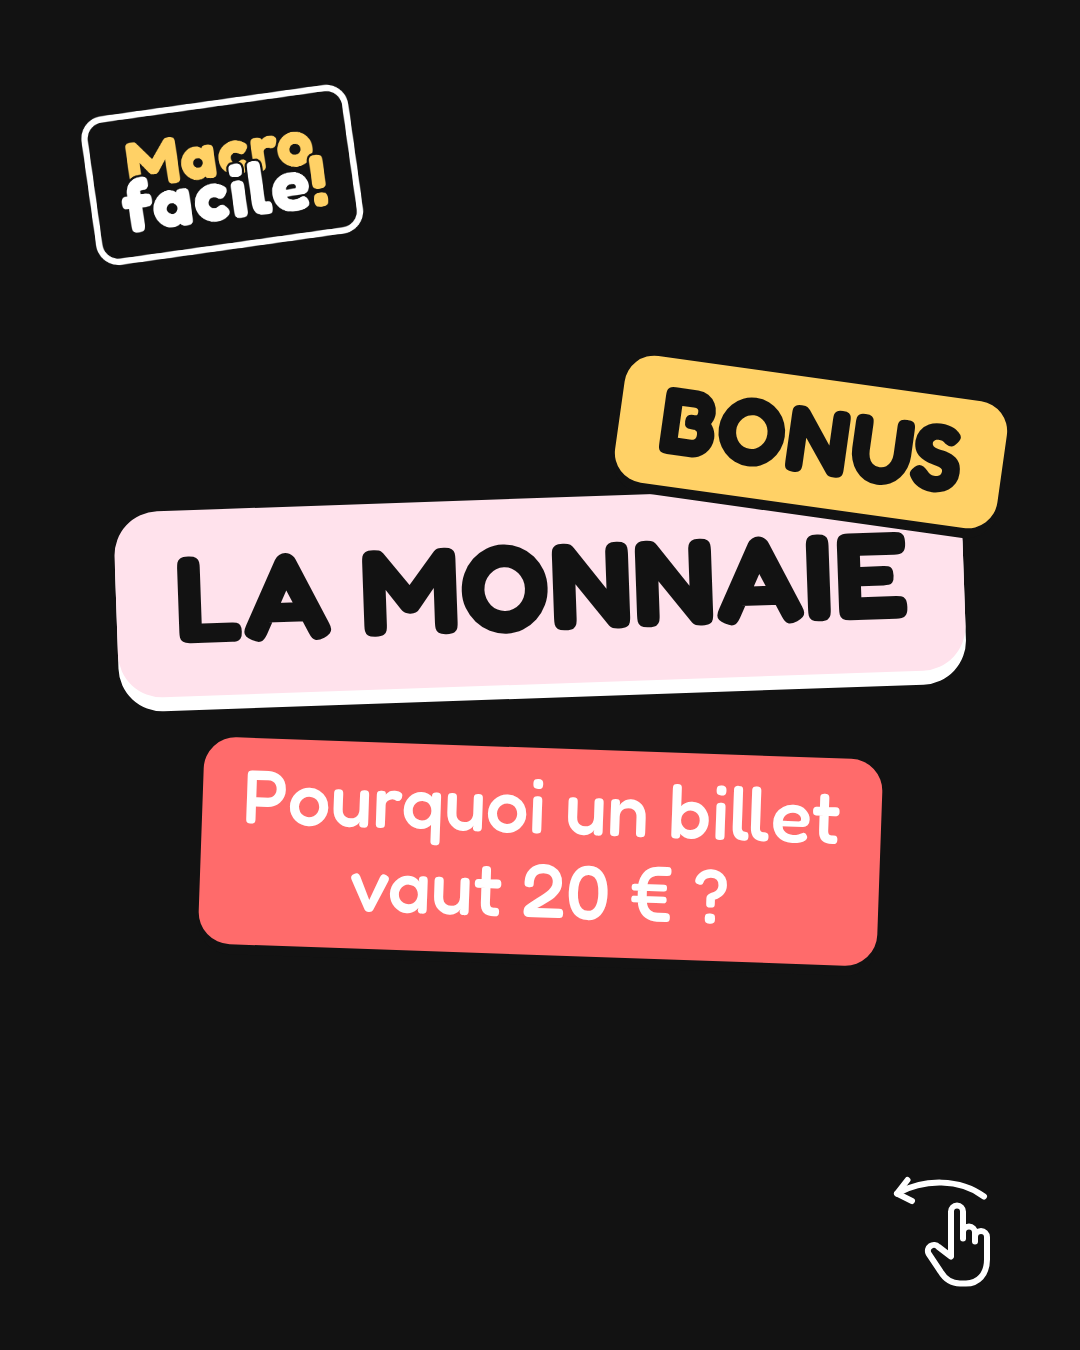 Macro
facile!
BONUS
LA MONNAIE
Pourquoi un billet
vaut 20 € ?